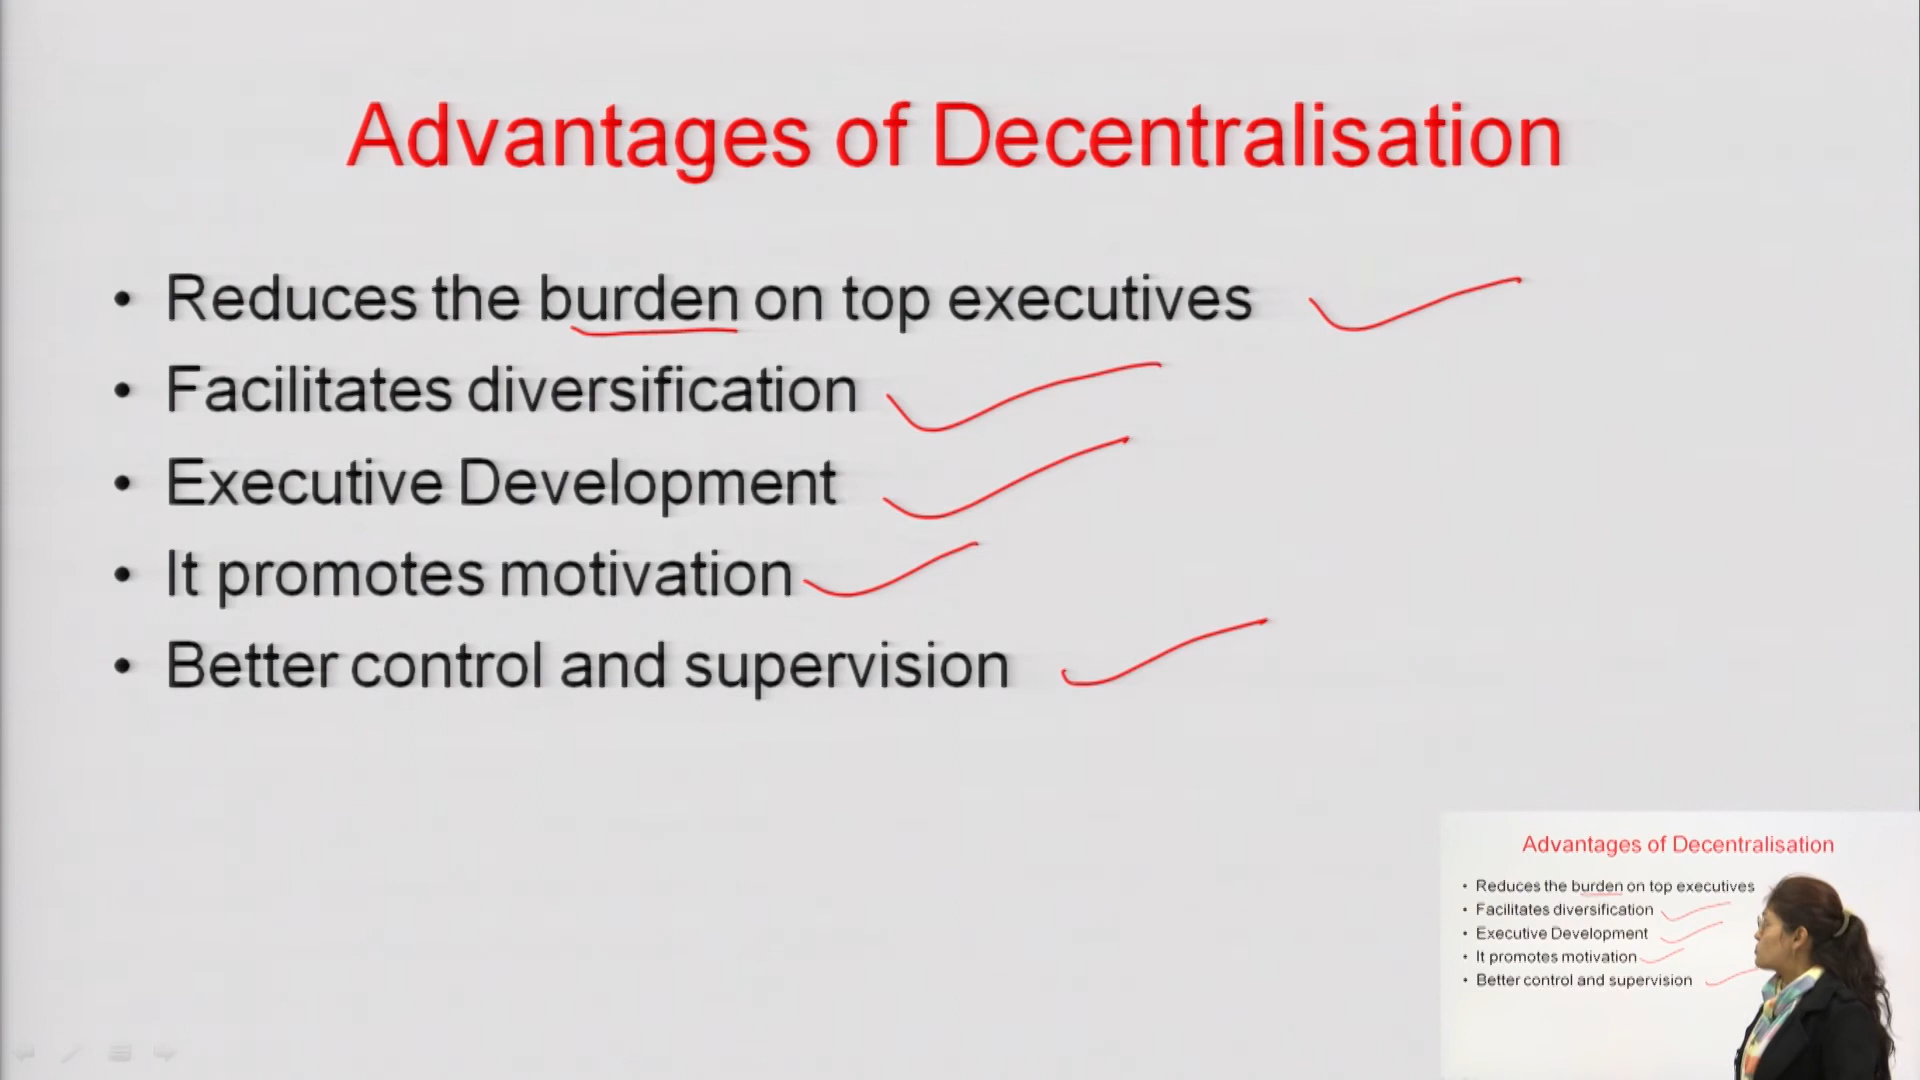 Advantages of Decentralisation
• Reduces the burden on top executives
• Facilitates diversification
• Executive Development
• It promotes motivation
• Better control and supervision
Advantages of Decentralisation
• Reduces the burden on top executives
• Facilitates diversification
• Executive Development
• It promotes motivation
• Better control and supervision